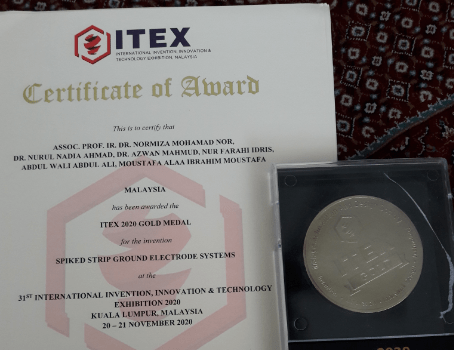 ITEX
INTERNATIONAL INVENTION, INNOVATION &
TECHNOLOGY EXHIBITION, MALAYSIA
Certificate of Award
This is to certify that
ASSOC. PROF. IR. DR. NORMIZA MOHAMAD NOR,
DR. NURUL NADIA AHMAD, DR. AZWAN MAHMUD, NUR FARAHI IDRIS,
ABDUL WALI ABDUL ALI, MOUSTAFA ALAA IBRAHIM MOUSTAFA
MALAYSIA
has been awarded the
ITEX 2020 GOLD MEDAL
for the invention
SPIKED STRIP GROUND ELECTRODE SYSTEMS
at the
31ST INTERNATIONAL INVENTION, INNOVATION & TECHNOLOGY
EXHIBITION 2020
KUALA LUMPUR, MALAYSIA
20 – 21 NOVEMBER 2020
2020